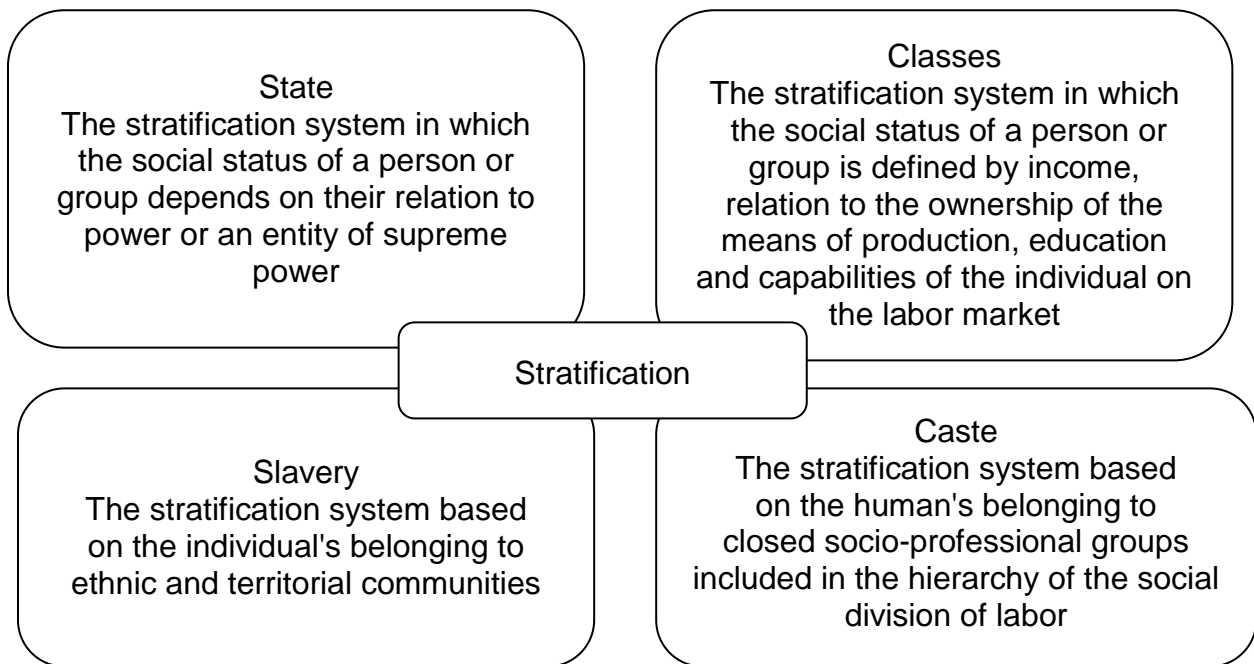 State
The stratification system in which
the social status of a person or
group depends on their relation to
power or an entity of supreme
power
Classes
The stratification system in which
the social status of a person or
group is defined by income,
relation to the ownership of the
means of production, education
and capabilities of the individual on
the labor market
Stratification
Slavery
The stratification system based
on the individual's belonging to
ethnic and territorial communities
Caste
The stratification system based
on the human's belonging to
closed socio-professional groups
included in the hierarchy of the social
division of labor